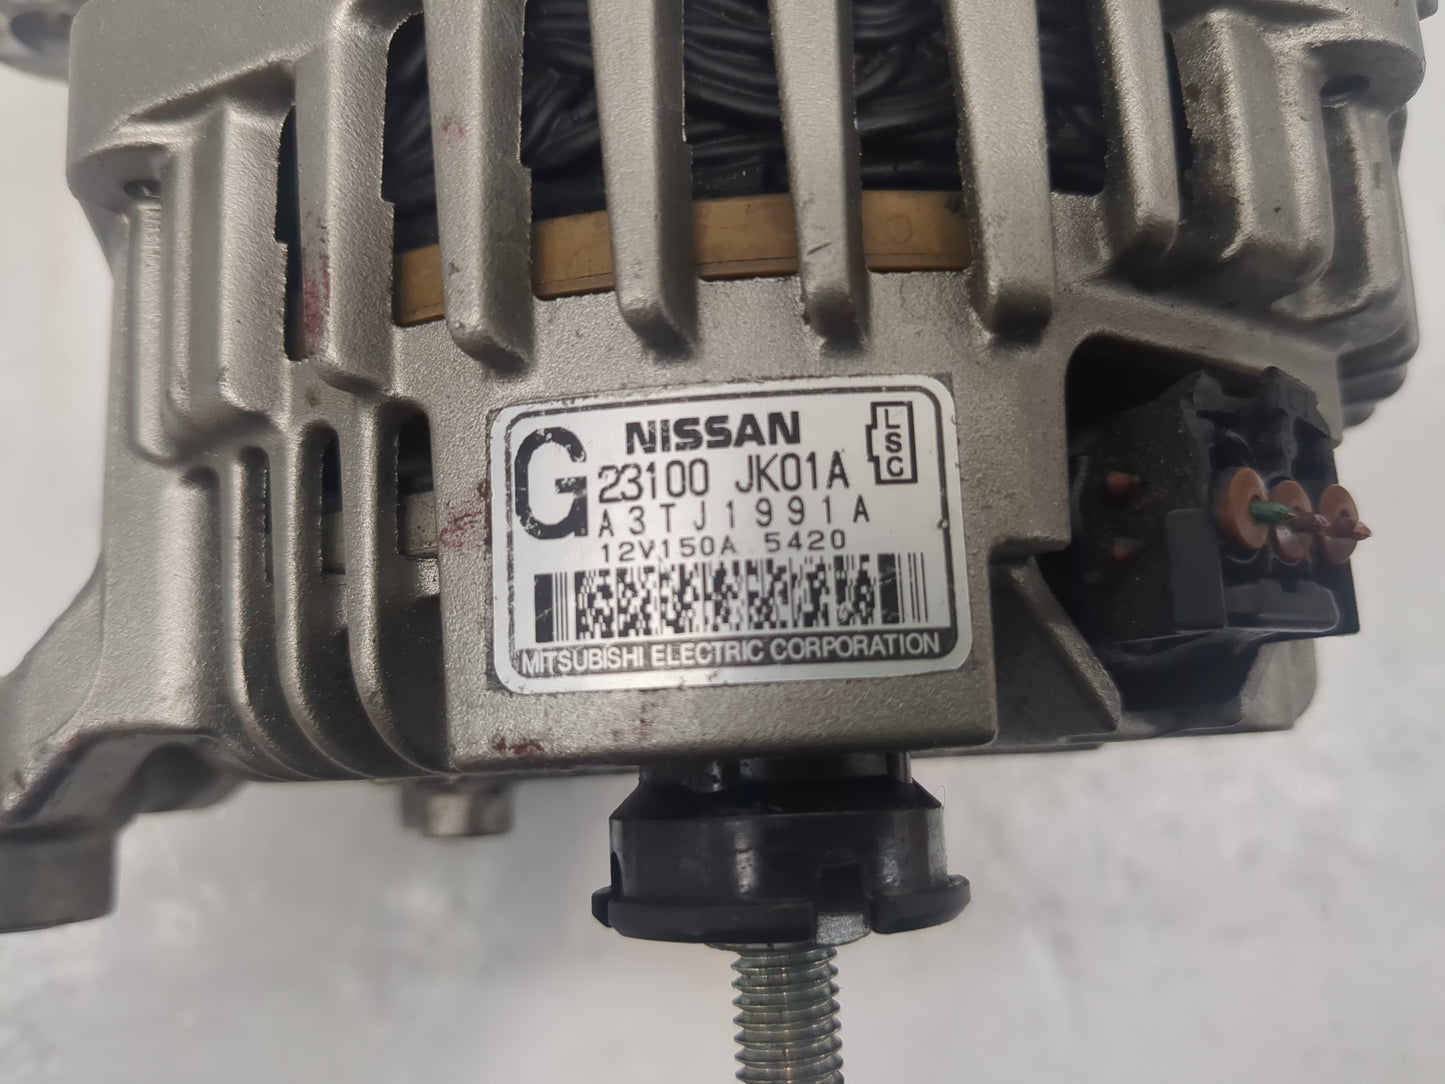 NISSAN
G
23100 JK01A
LSC
A3TJ1991A
12V150A 5420
MITSUBISHI ELECTRIC CORPORATION